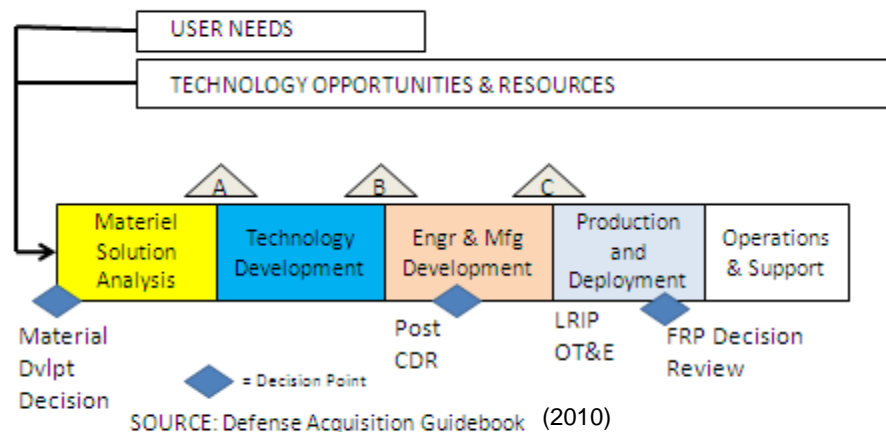 USER NEEDS
TECHNOLOGY OPPORTUNITIES & RESOURCES
A
B
C
Materiel
Solution
Analysis
Technology
Development
Engr & Mfg
Development
Production
and
Deployment
Operations
& Support
Material
Dvlpt
Decision
Post
CDR
LRIP
OT&E
FRP Decision
Review
= Decision Point
SOURCE: Defense Acquisition Guidebook (2010)